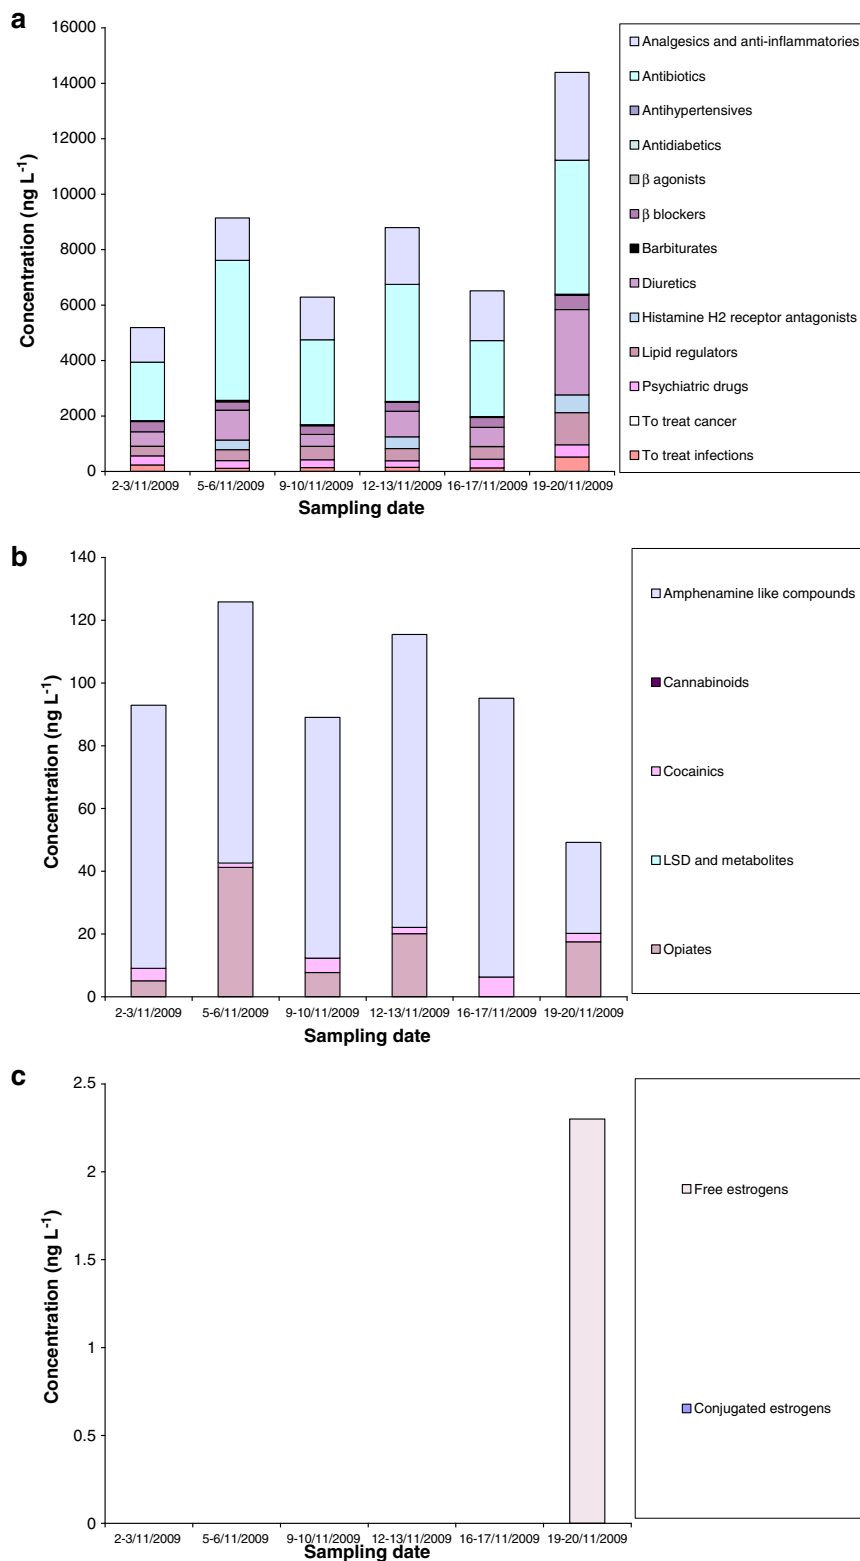 a
16000
14000
12000
10000
8000
6000
4000
2000
0
Concentration (ng L-1)
2-3/11/2009 5-6/11/2009 9-10/11/2009 12-13/11/2009 16-17/11/2009 19-20/11/2009
Sampling date
Analgesics and anti-inflammatories
Antibiotics
Antihypertensives
Antidiabetics
β agonists
β blockers
Barbiturates
Diuretics
Histamine H2 receptor antagonists
Lipid regulators
Psychiatric drugs
To treat cancer
To treat infections
b
140
120
100
80
60
40
20
0
Concentration (ng L-1)
2-3/11/2009 5-6/11/2009 9-10/11/2009 12-13/11/2009 16-17/11/2009 19-20/11/2009
Sampling date
Amphenamine like compounds
Cannabinoids
Cocainics
LSD and metabolites
Opiates
c
2.5
2
1.5
1
0.5
0
Concentration (ng L-1)
2-3/11/2009 5-6/11/2009 9-10/11/2009 12-13/11/2009 16-17/11/2009 19-20/11/2009
Sampling date
Free estrogens
Conjugated estrogens